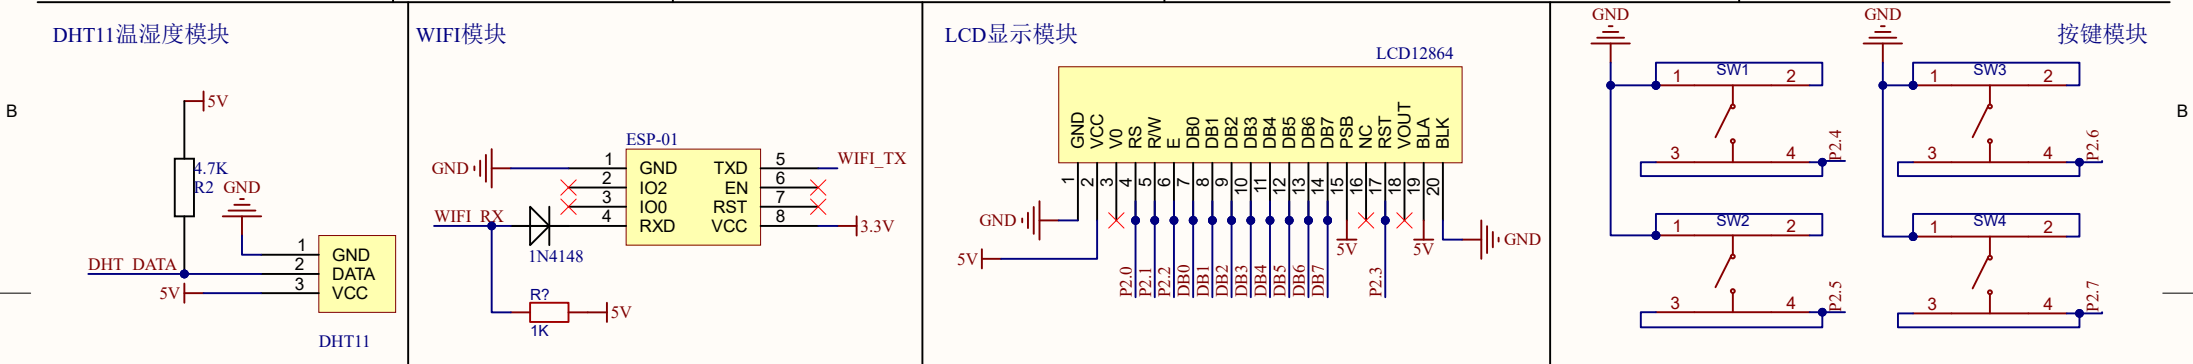 B
DHT11温湿度模块
5V
4.7K
R2
GND
DHT_DATA
5V
1
2
3
GND
DATA
VCC
DHT11
WIFI模块
ESP-01
GND
1
2
3
4
GND
IO2
IO0
RXD
TXD
EN
RST
VCC
5
6
7
8
WIFI_TX
3.3V
WIFI_RX
1N4148
R?
1K
5V
LCD显示模块
LCD12864
GND
VCC
V0
RS
R/W
E
DB0
DB1
DB2
DB3
DB4
DB5
DB6
DB7
PSB
NC
RST
VOUT
BLA
BLK
1
2
3
4
5
6
7
8
9
10
11
12
13
14
15
16
17
18
19
20
GND
5V
P2.0
P2.1
P2.2
DB0
DB1
DB2
DB3
DB4
DB5
DB6
DB7
5V
P2.3
5V
GND
按键模块
GND
SW1
1
2
3
4
P2.4
SW2
1
2
3
4
P2.5
GND
SW3
1
2
3
4
P2.6
SW4
1
2
3
4
P2.7
B